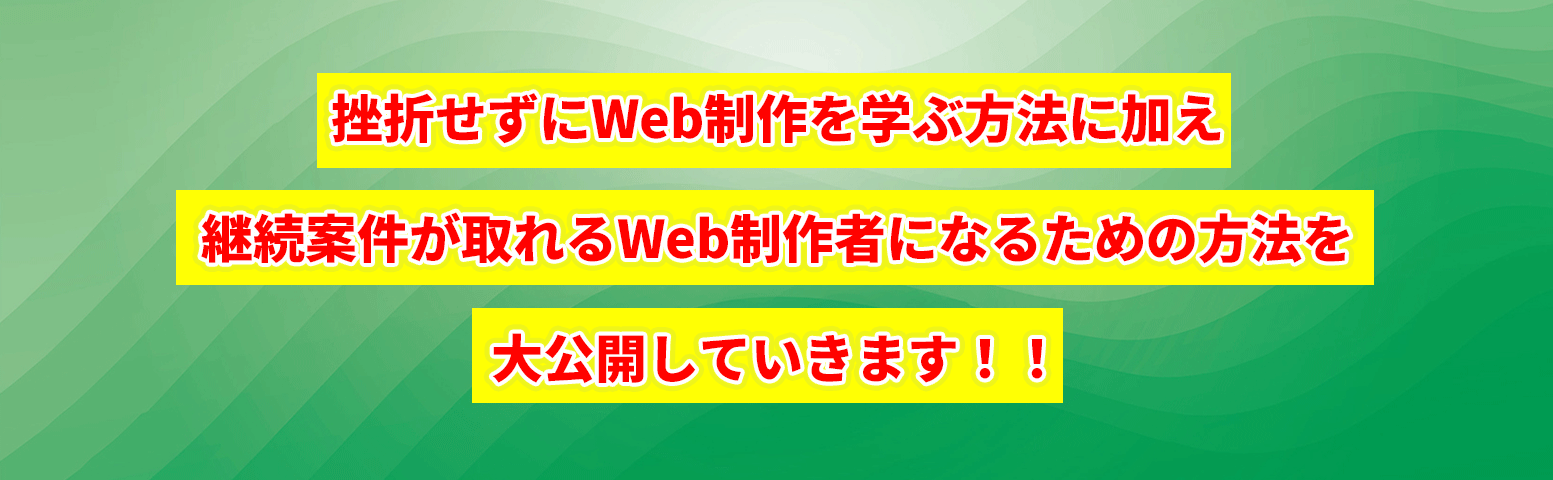 挫折せずにWeb制作を学ぶ方法に加え
継続案件が取れるWeb制作者になるための方法を
大公開していきます！！